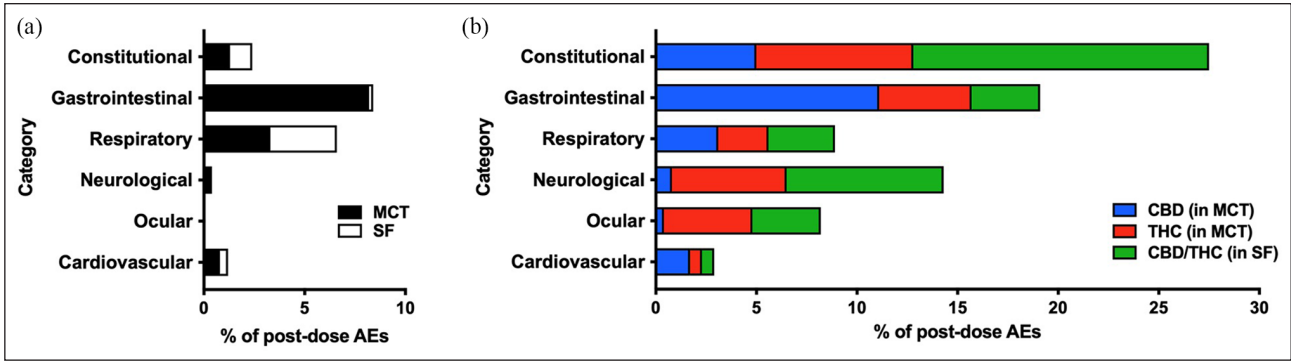 (a)
Category
Constitutional
Gastrointestinal
Respiratory
Neurological
Ocular
Cardiovascular
MCT
SF
0 5 10
% of post-dose AEs
(b)
Category
Constitutional
Gastrointestinal
Respiratory
Neurological
Ocular
Cardiovascular
CBD (in MCT)
THC (in MCT)
CBD/THC (in SF)
0 5 10 15 20 25 30
% of post-dose AEs